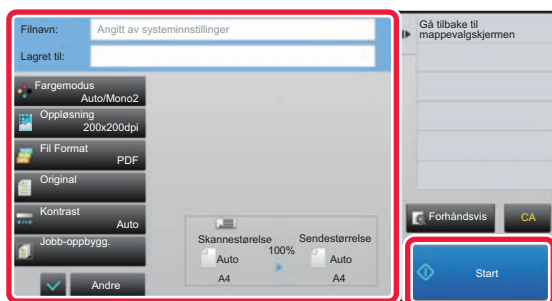 Filnavn: Angitt av systeminnstillinger
Lagret til:
Fargemodus
Auto/Mono2
Oppløsning
200x200dpi
Fil Format
PDF
Original
Kontrast
Auto
Jobb-oppbygg.
Andre
Skannestørelse
100%
Sendestørrelse
Auto
Auto
A4
A4
Gå tilbake til
mappevalgskjermen
Forhåndsvis
CA
Start